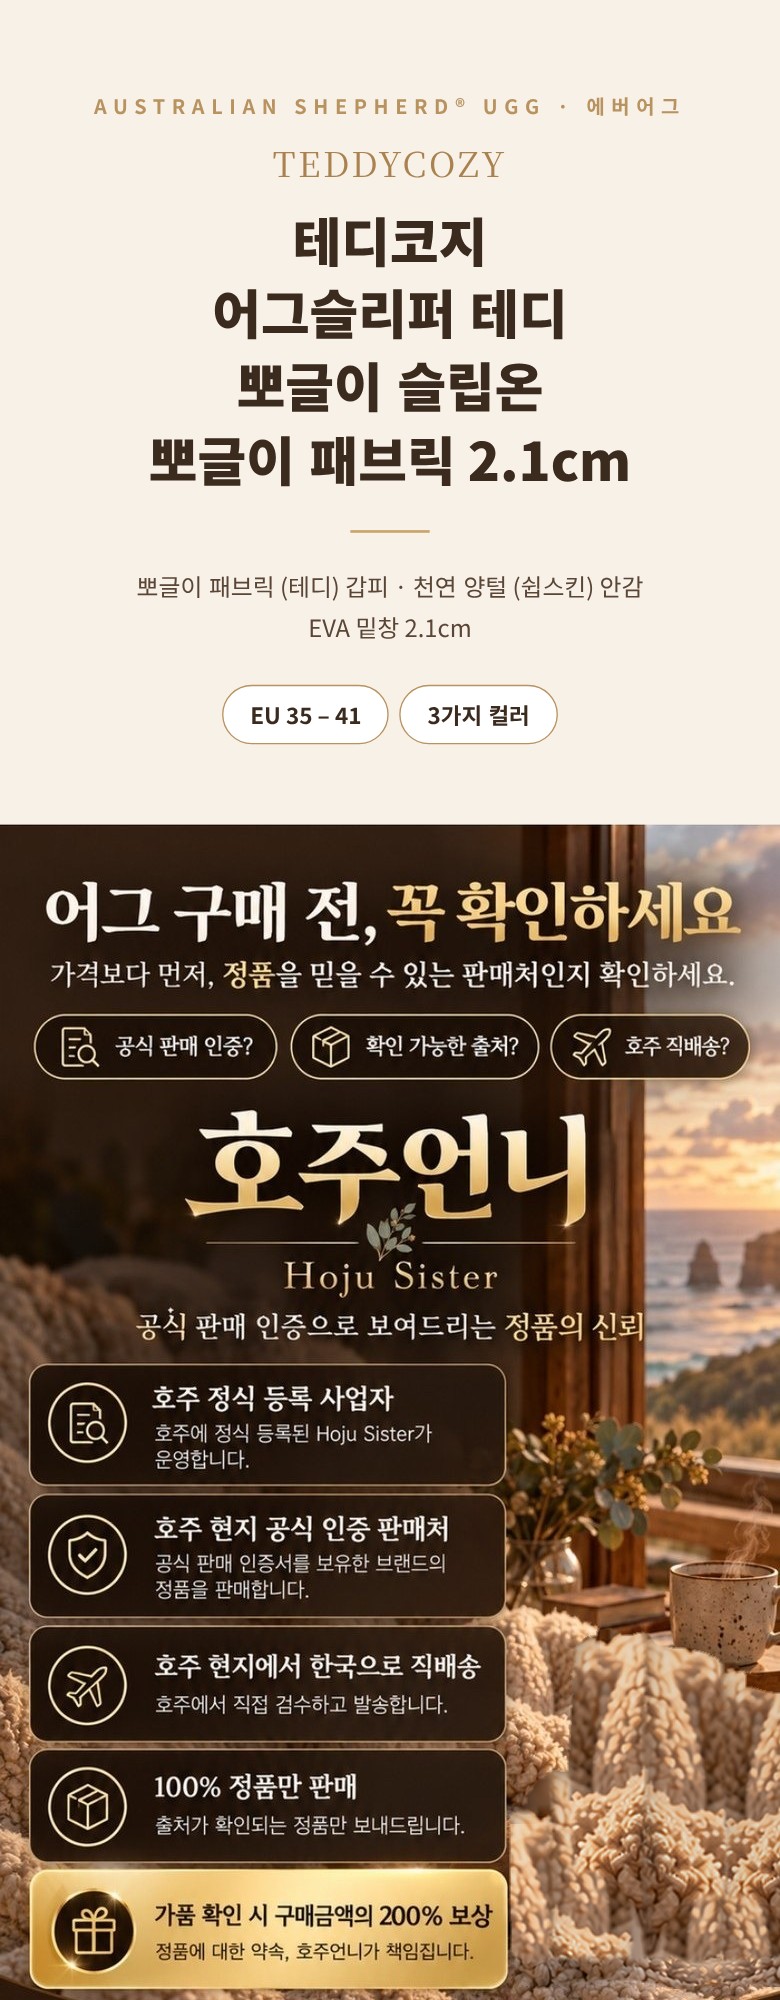 AUSTRALIAN SHEPHERD® UGG · 에버어그
TEDDYCOZY
테디코지
어그슬리퍼 테디
뽀글이 슬립온
뽀글이 패브릭 2.1cm
뽀글이 패브릭 (테디) 갑피 · 천연 양털 (쉽스킨) 안감
EVA 밑창 2.1cm
EU 35 – 41
3가지 컬러
어그 구매 전, 꼭 확인하세요
가격보다 먼저, 정품을 믿을 수 있는 판매처인지 확인하세요.
공식 판매 인증?
확인 가능한 출처?
호주 직배송?
호주언니
Hoju Sister
공식 판매 인증으로 보여드리는 정품의 신뢰
호주 정식 등록 사업자
호주에 정식 등록된 Hoju Sister가
운영합니다.
호주 현지 공식 인증 판매처
공식 판매 인증서를 보유한 브랜드의
정품을 판매합니다.
호주 현지에서 한국으로 직배송
호주에서 직접 검수하고 발송합니다.
100% 정품만 판매
출처가 확인되는 정품만 보내드립니다.
가품 확인 시 구매금액의 200% 보상
정품에 대한 약속, 호주언니가 책임집니다.